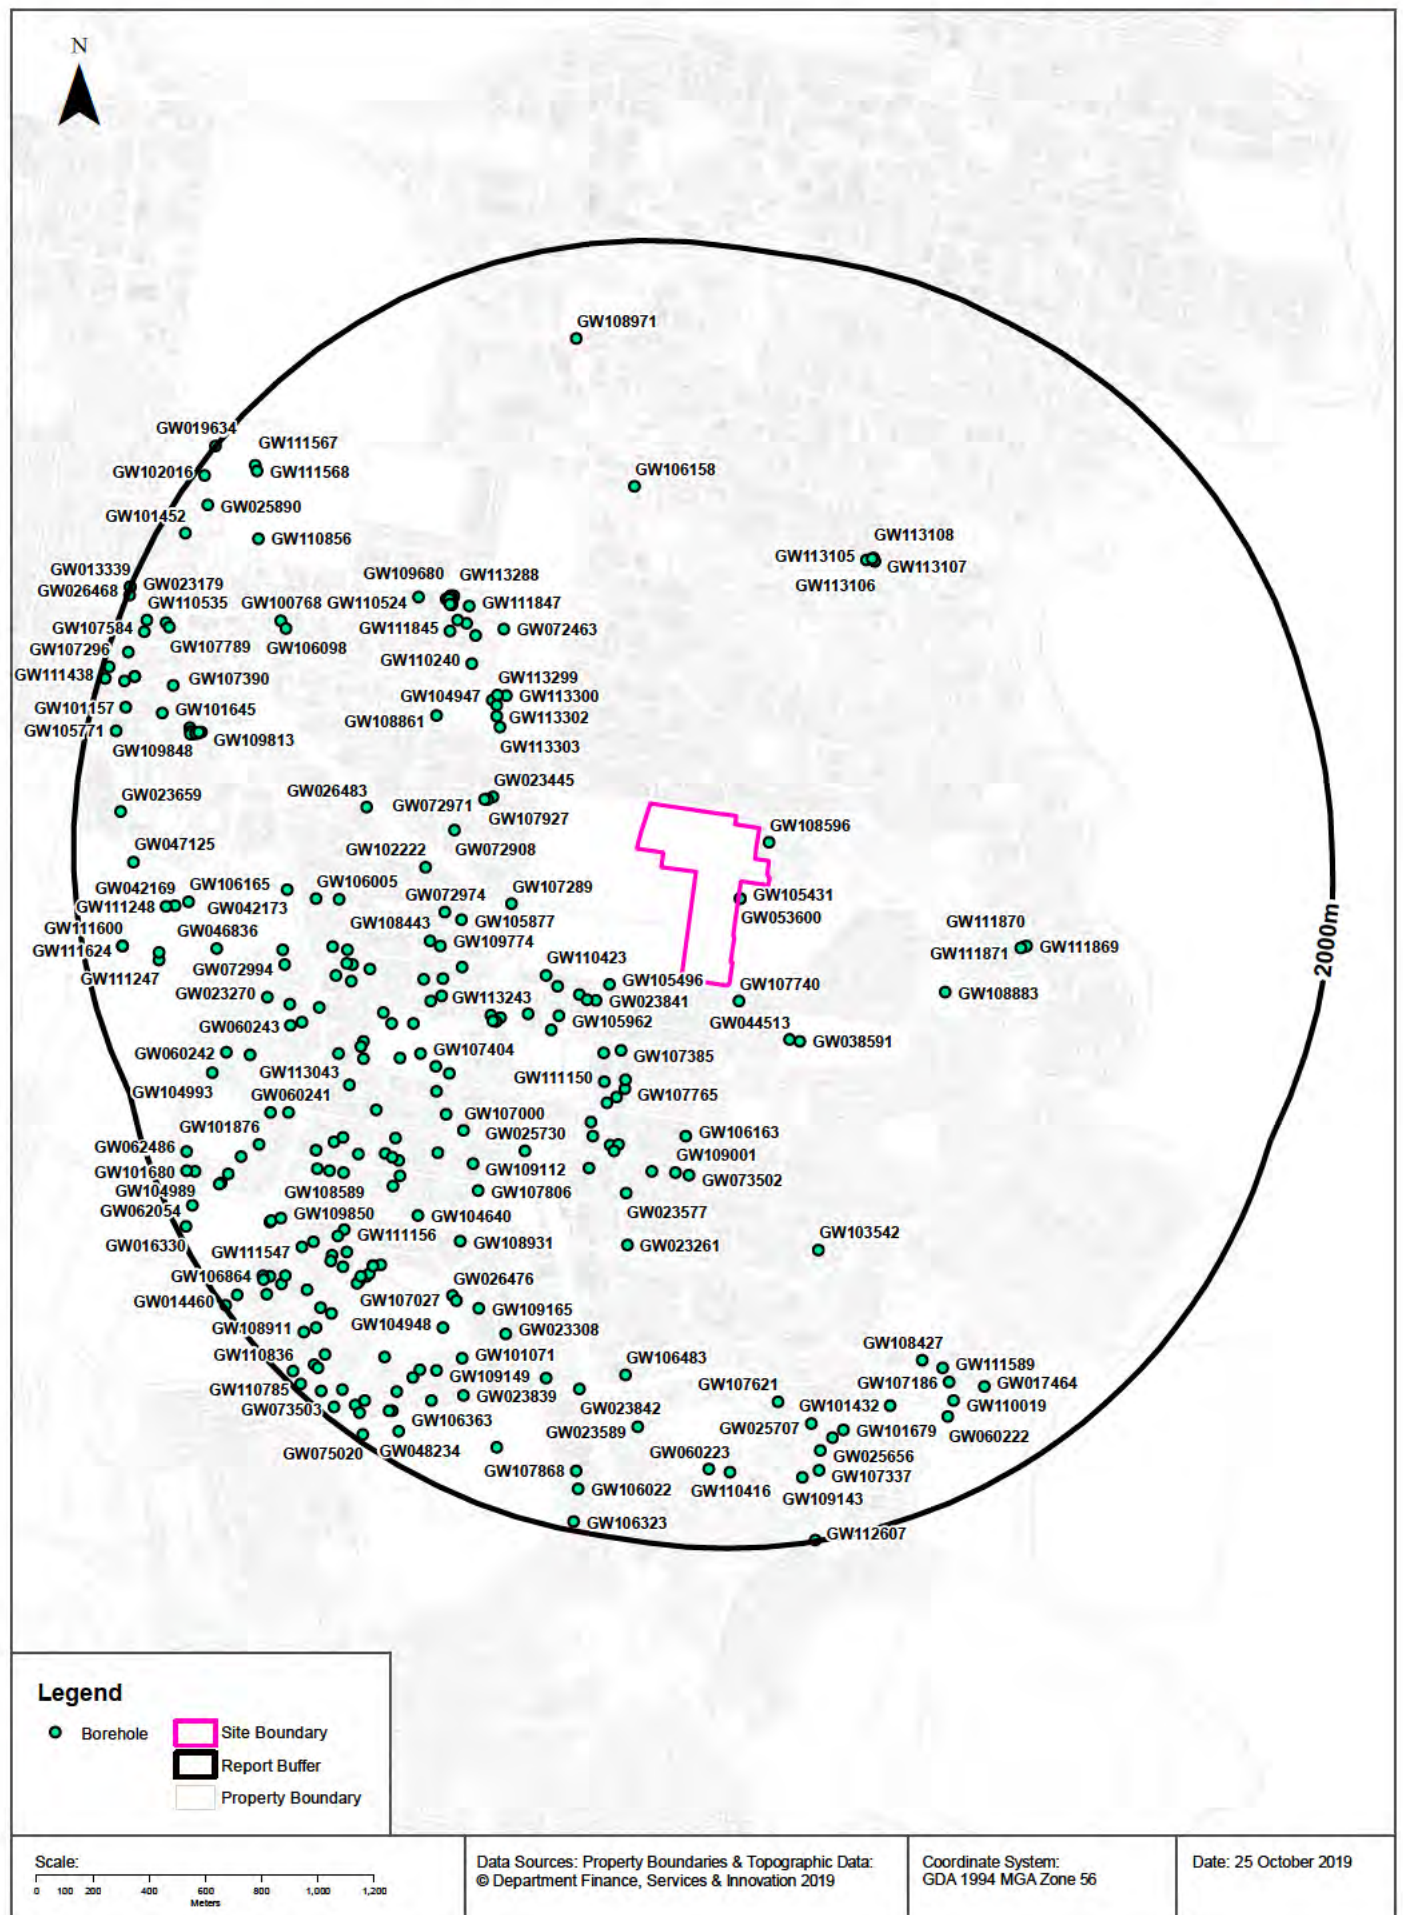 N
GW108971
GW019634
GW111567
GW102016
GW111568
GW106158
GW025890
GW101452
GW110856
GW113108
GW113105
GW113107
GW113106
GW013339
GW023179
GW026468
GW109680
GW113288
GW110535
GW100768
GW110524
GW111847
GW107584
GW111845
GW072463
GW107296
GW107789
GW106098
GW110240
GW111438
GW107390
GW113299
GW104947
GW113300
GW101157
GW101645
GW108861
GW113302
GW105771
GW109813
GW109848
GW113303
GW023445
GW026483
GW072971
GW023659
GW107927
GW108596
GW047125
GW102222
GW072908
GW042169
GW106165
GW106005
GW072974
GW107289
GW105431
GW111248
GW042173
GW108443
GW105877
GW053600
GW111600
GW046836
GW111870
GW111624
GW109774
GW111871
GW111869
2000m
GW110423
GW111247
GW072994
GW105496
GW107740
GW108883
GW023270
GW113243
GW023841
GW060243
GW105962
GW044513
GW038591
GW060242
GW107404
GW107385
GW113043
GW111150
GW104993
GW060241
GW107765
GW107000
GW101876
GW025730
GW106163
GW062486
GW109001
GW101680
GW109112
GW104989
GW108589
GW107806
GW073502
GW062054
GW109850
GW104640
GW023577
GW016330
GW111156
GW108931
GW023261
GW103542
GW111547
GW106864
GW026476
GW014460
GW107027
GW109165
GW108911
GW104948
GW023308
GW110836
GW101071
GW106483
GW108427
GW111589
GW110785
GW109149
GW107621
GW107186
GW017464
GW073503
GW023839
GW023842
GW101432
GW110019
GW106363
GW023589
GW025707
GW101679
GW060222
GW075020
GW048234
GW060223
GW025656
GW107868
GW107337
GW106022
GW110416
GW109143
GW106323
GW112607
Legend
Borehole
Site Boundary
Report Buffer
Property Boundary
Scale:
0 100 200 400 600 800 1,000 1,200
Meters
Data Sources: Property Boundaries & Topographic Data:
© Department Finance, Services & Innovation 2019
Coordinate System:
GDA 1994 MGA Zone 56
Date: 25 October 2019